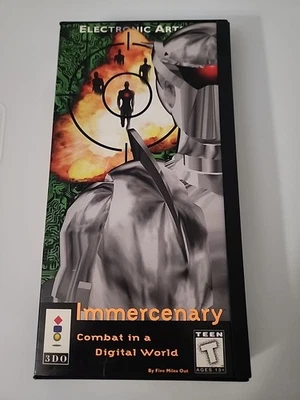 ELECTRONIC ARTS
Immercenary
Combat in a
Digital World
By Five Miles Out
3DO
TEEN
T
AGES 13+